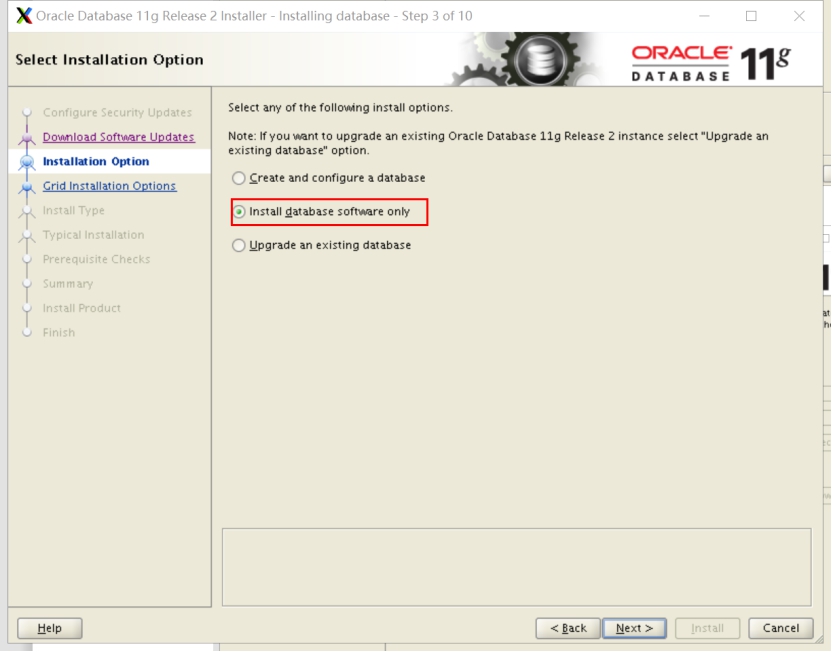 Oracle Database 11g Release 2 Installer - Installing database - Step 3 of 10
Select Installation Option
ORACLE
DATABASE
11g
Configure Security Updates
Download Software Updates
Installation Option
Grid Installation Options
Install Type
Typical Installation
Prerequisite Checks
Summary
Install Product
Finish
Select any of the following install options.
Note: If you want to upgrade an existing Oracle Database 11g Release 2 instance select "Upgrade an
existing database" option.
Create and configure a database
Install database software only
Upgrade an existing database
Help
< Back
Next >
Install
Cancel